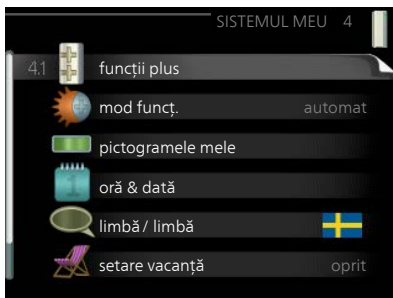 SISTEMUL MEU 4
4.1 funcții plus
mod funcț. automat
pictogramele mele
oră & dată
limbă / limbă
setare vacanță oprit